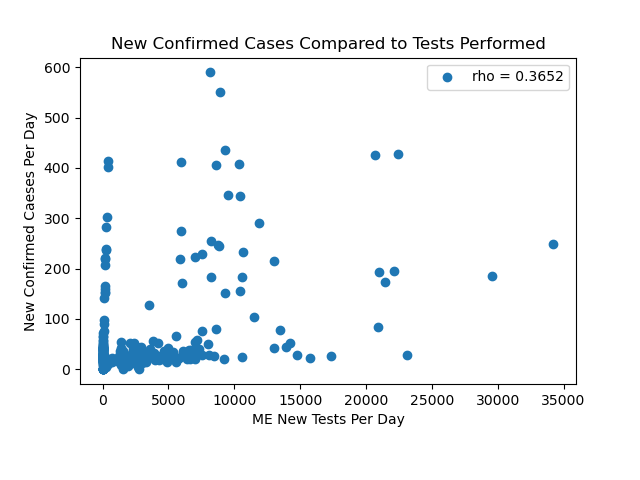 New Confirmed Cases Compared to Tests Performed
rho = 0.3652
New Confirmed Caeses Per Day
600
500
400
300
200
100
0
0 5000 10000 15000 20000 25000 30000 35000
ME New Tests Per Day